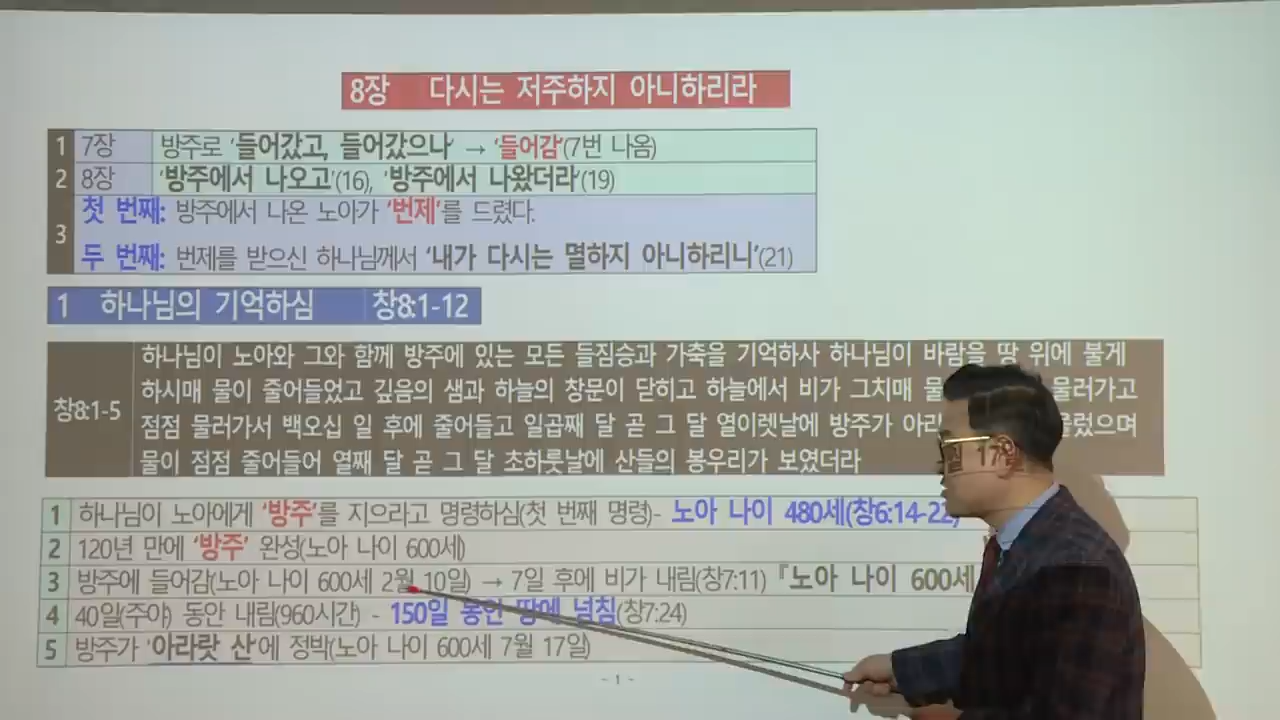 8장 다시는 저주하지 아니하리라
1 7장 방주로 '들어갔고, 들어갔으나' → '들어감'(7번 나옴)
2 8장 '방주에서 나오고'(16), '방주에서 나왔더라'(19)
3 첫 번째: 방주에서 나온 노아가 '번제'를 드렸다.
두 번째: 번제를 받으신 하나님께서 '내가 다시는 멸하지 아니하리니'(21)
1 하나님의 기억하심 창8:1-12
창8:1-5 하나님이 노아와 그와 함께 방주에 있는 모든 들짐승과 가축을 기억하사 하나님이 바람을 땅 위에 불게
하시매 물이 줄어들었고 깊음의 샘과 하늘의 창문이 닫히고 하늘에서 비가 그치매 물러가고
점점 물러가서 백오십 일 후에 줄어들고 일곱째 달 곧 그 달 열이렛날에 방주가
물이 점점 줄어들어 열째 달 곧 그 달 초하룻날에 산들의 봉우리가 보였더라
1 하나님이 노아에게 '방주'를 지으라고 명령하심(첫 번째 명령)- 노아 나이 480세(창6:14-22)
2 120년 만에 '방주' 완성(노아 나이 600세)
3 방주에 들어감(노아 나이 600세 2월 10일) → 7일 후에 비가 내림(창7:11) 『노아 나이 600세 월 17일
4 40일(주야) 동안 내림(960시간) - 150일 동안 땅에 넘침(창7:24)
5 방주가 '아라랏 산'에 정박(노아 나이 600세 7월 17일)
~ 1 ~